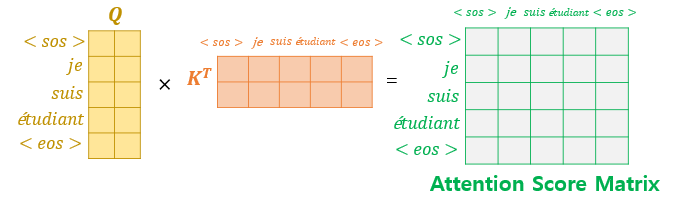 Q
< sos >
je
suis
étudiant
< eos >
×
K^T
< sos > je suis étudiant < eos >
=
< sos > je suis étudiant < eos >
< sos >
je
suis
étudiant
< eos >
Attention Score Matrix